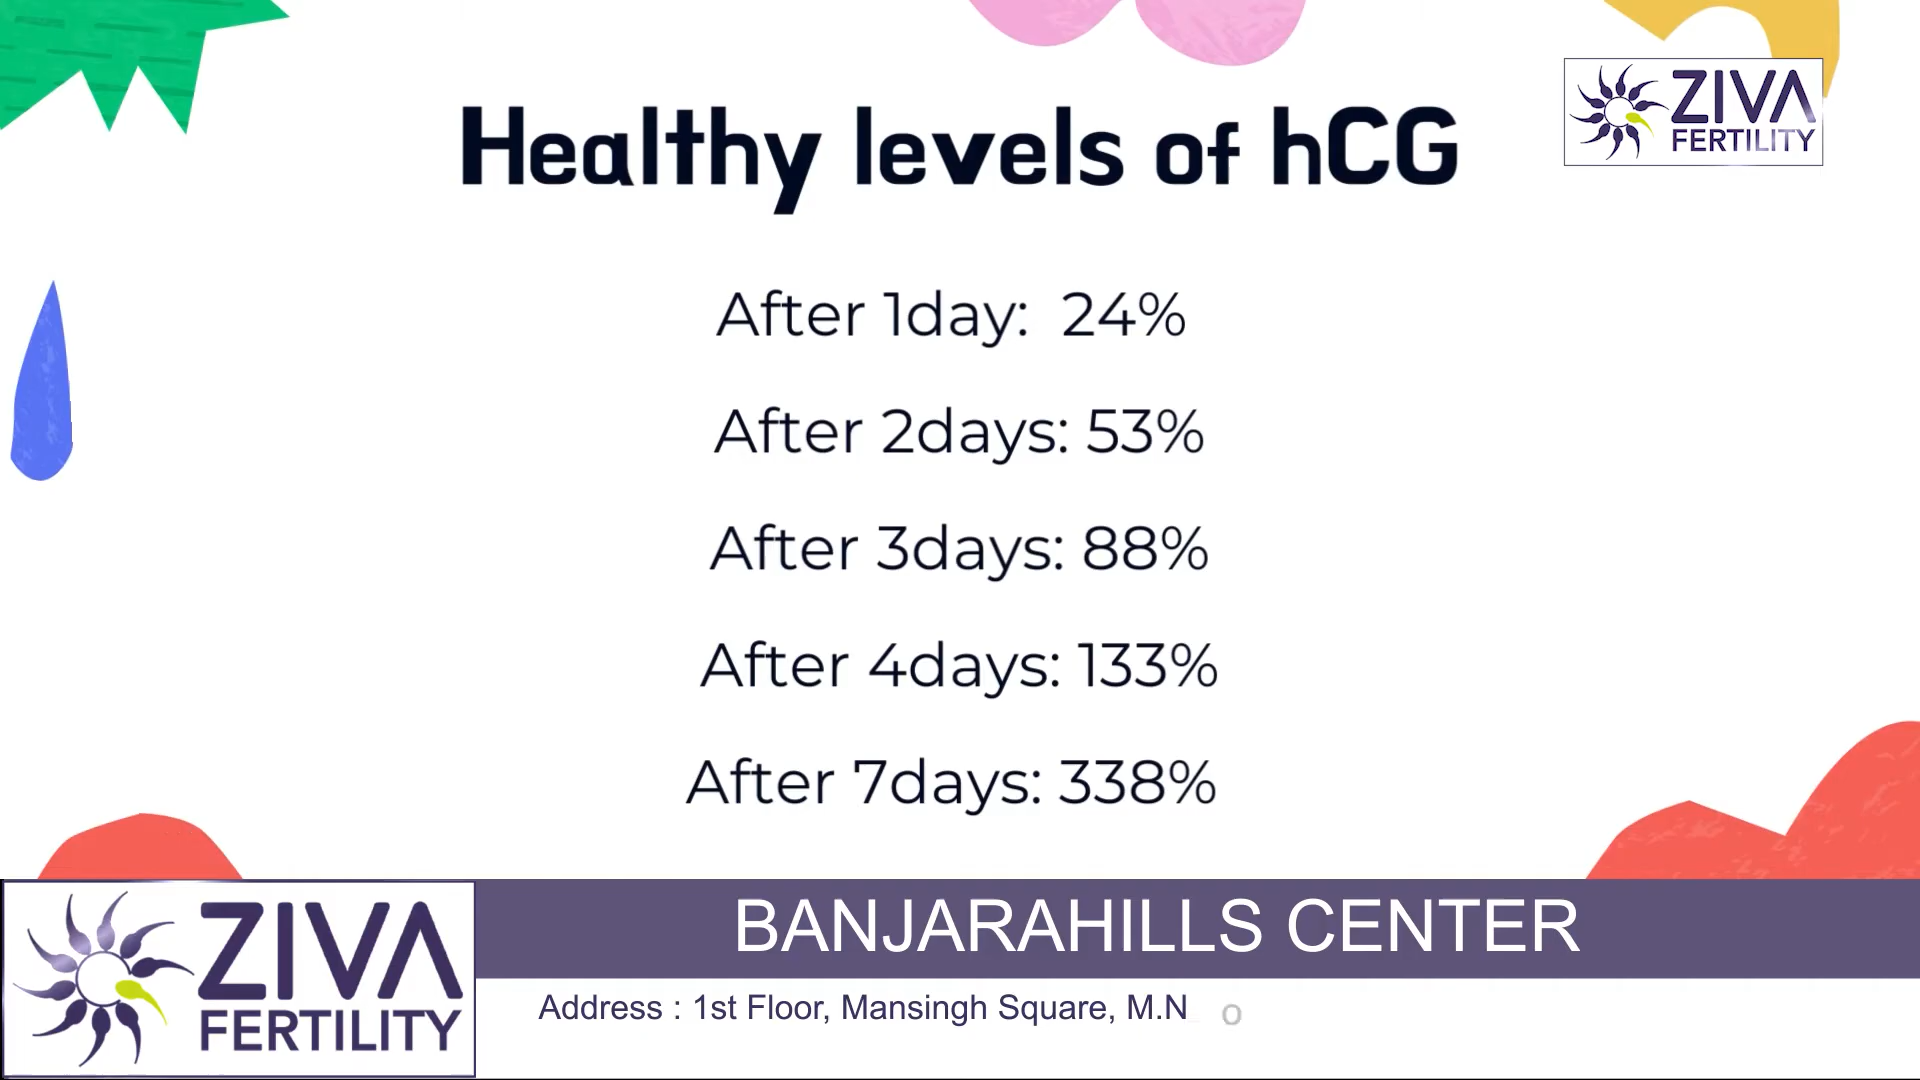 Healthy levels of hCG
ZIVA
FERTILITY
After 1day: 24%
After 2days: 53%
After 3days: 88%
After 4days: 133%
After 7days: 338%
ZIVA
FERTILITY
BANJARAHILLS CENTER
Address : 1st Floor, Mansingh Square, M.N o